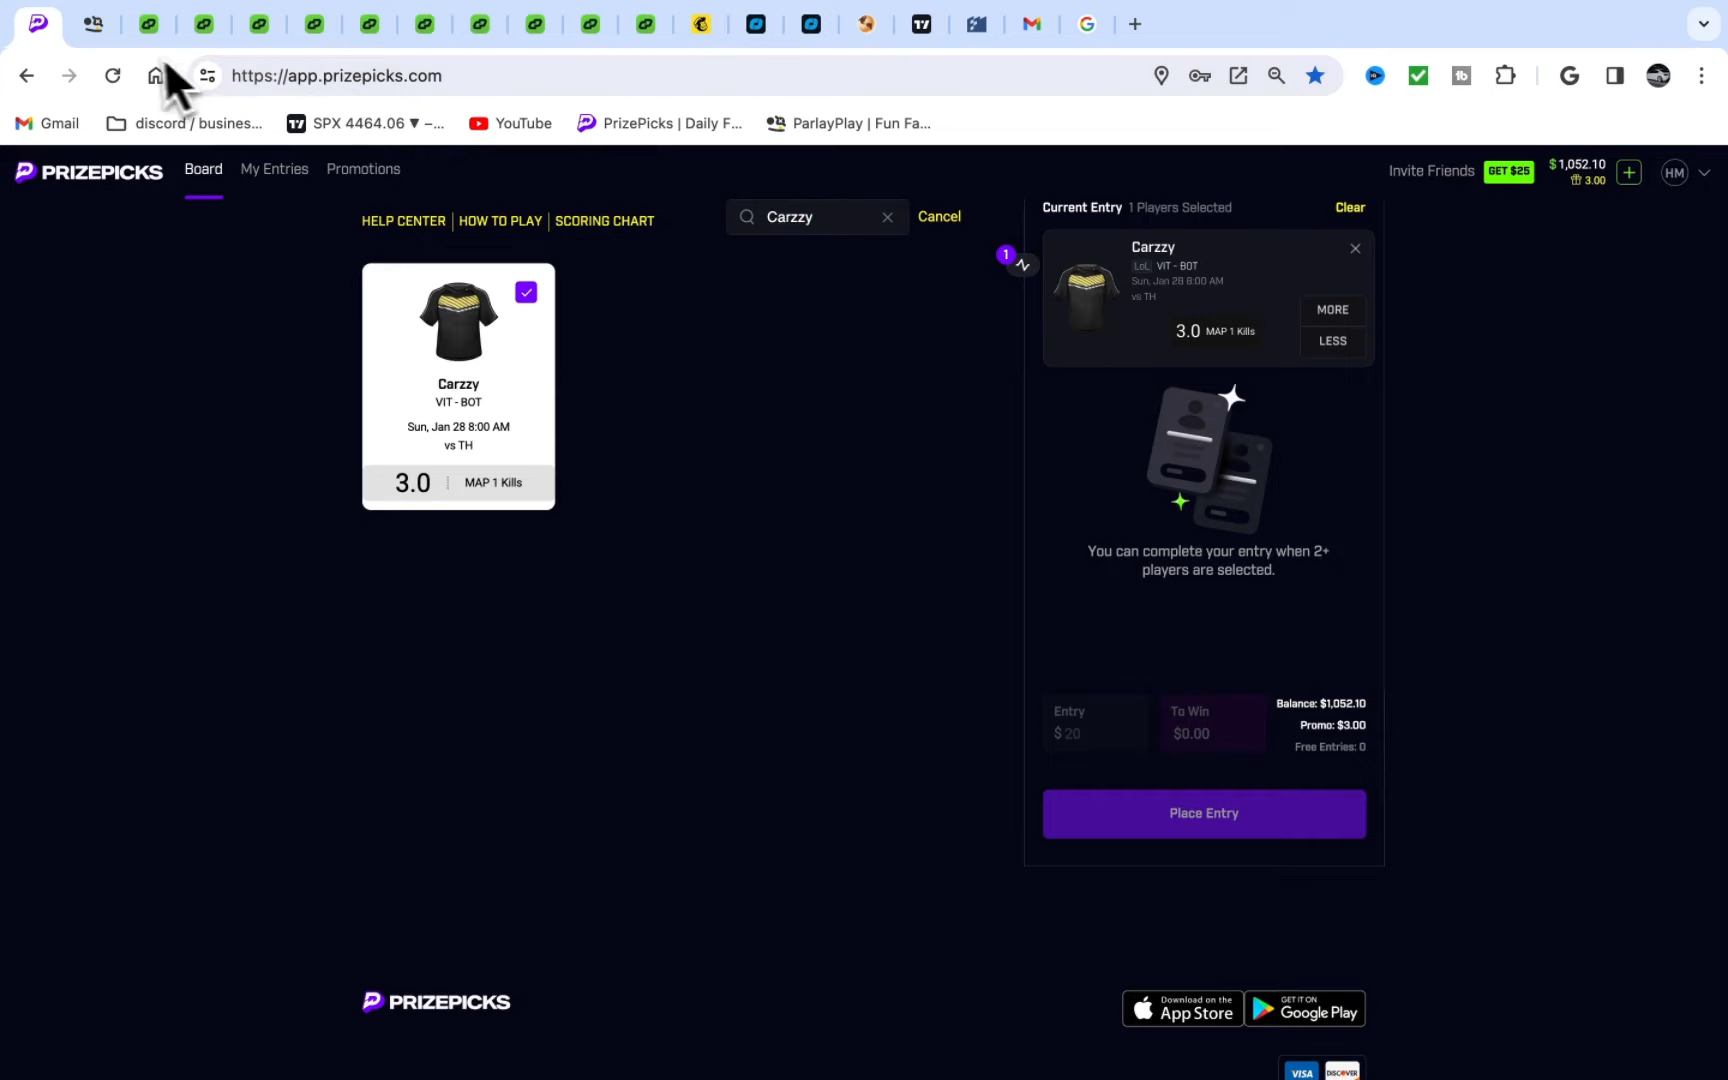 https://app.prizepicks.com
Gmail
discord / busines...
SPX 4464.06 ▼ −...
YouTube
PrizePicks | Daily F...
ParlayPlay | Fun Fa...
PRIZEPICKS
Board
My Entries
Promotions
Invite Friends
GET $25
$1,052.10
3.00
HM
HELP CENTER | HOW TO PLAY | SCORING CHART
Carzzy
Cancel
Current Entry 1 Players Selected
Clear
1
Carzzy
LoL VIT - BOT
Sun, Jan 28 8:00 AM
vs TH
3.0 MAP 1 Kills
MORE
LESS
Carzzy
VIT - BOT
Sun, Jan 28 8:00 AM
vs TH
3.0 MAP 1 Kills
You can complete your entry when 2+
players are selected.
Entry
$ 20
To Win
$0.00
Balance: $1,052.10
Promo: $3.00
Free Entries: 0
Place Entry
PRIZEPICKS
Download on the
App Store
GET IT ON
Google Play
VISA
DISCOVER